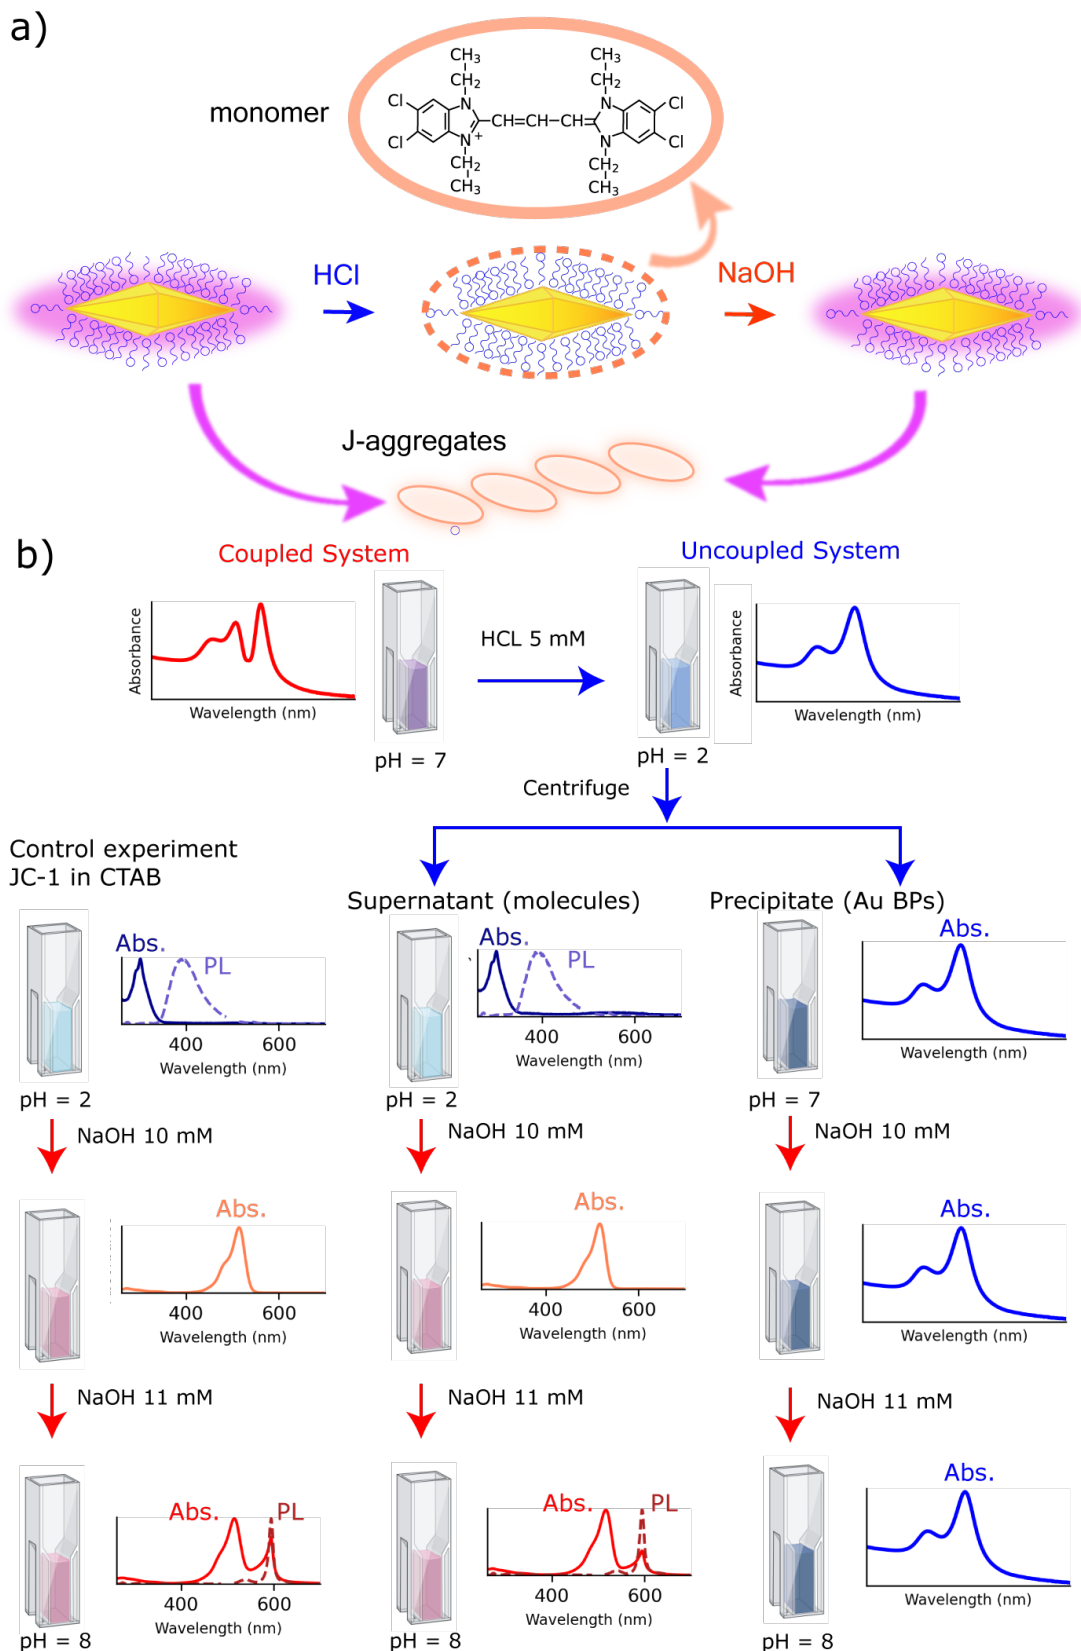 a)
monomer
CH₃
CH₂
CH₃
CH₂
Cl
Cl
N
N
+
CH=CH
CH
N
N
Cl
Cl
CH₂
CH₃
CH₂
CH₃
HCl
NaOH
J-aggregates
b)
Coupled System
Uncoupled System
Absorbance
Wavelength (nm)
pH = 7
HCL 5 mM
pH = 2
Absorbance
Wavelength (nm)
Centrifuge
Control experiment
JC-1 in CTAB
Supernatant (molecules)
Precipitate (Au BPs)
Abs.
PL
400
600
Wavelength (nm)
pH = 2
Abs.
PL
400
600
Wavelength (nm)
pH = 2
Abs.
Wavelength (nm)
pH = 7
NaOH 10 mM
NaOH 10 mM
NaOH 10 mM
Abs.
400
600
Wavelength (nm)
Abs.
400
600
Wavelength (nm)
Abs.
Wavelength (nm)
NaOH 11 mM
NaOH 11 mM
NaOH 11 mM
Abs.
PL
400
600
Wavelength (nm)
pH = 8
Abs.
PL
400
600
Wavelength (nm)
pH = 8
Abs.
Wavelength (nm)
pH = 8